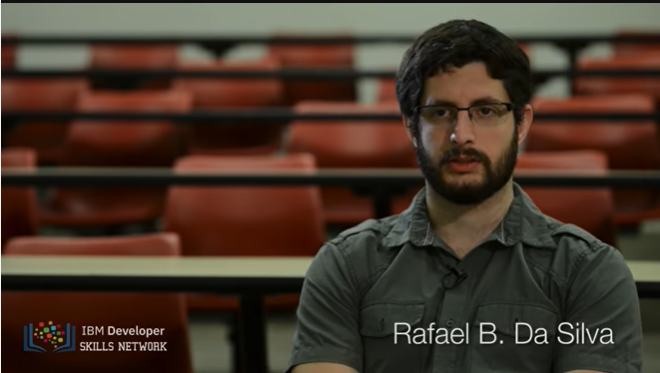 Rafael B. Da Silva
IBM Developer
SKILLS NETWORK